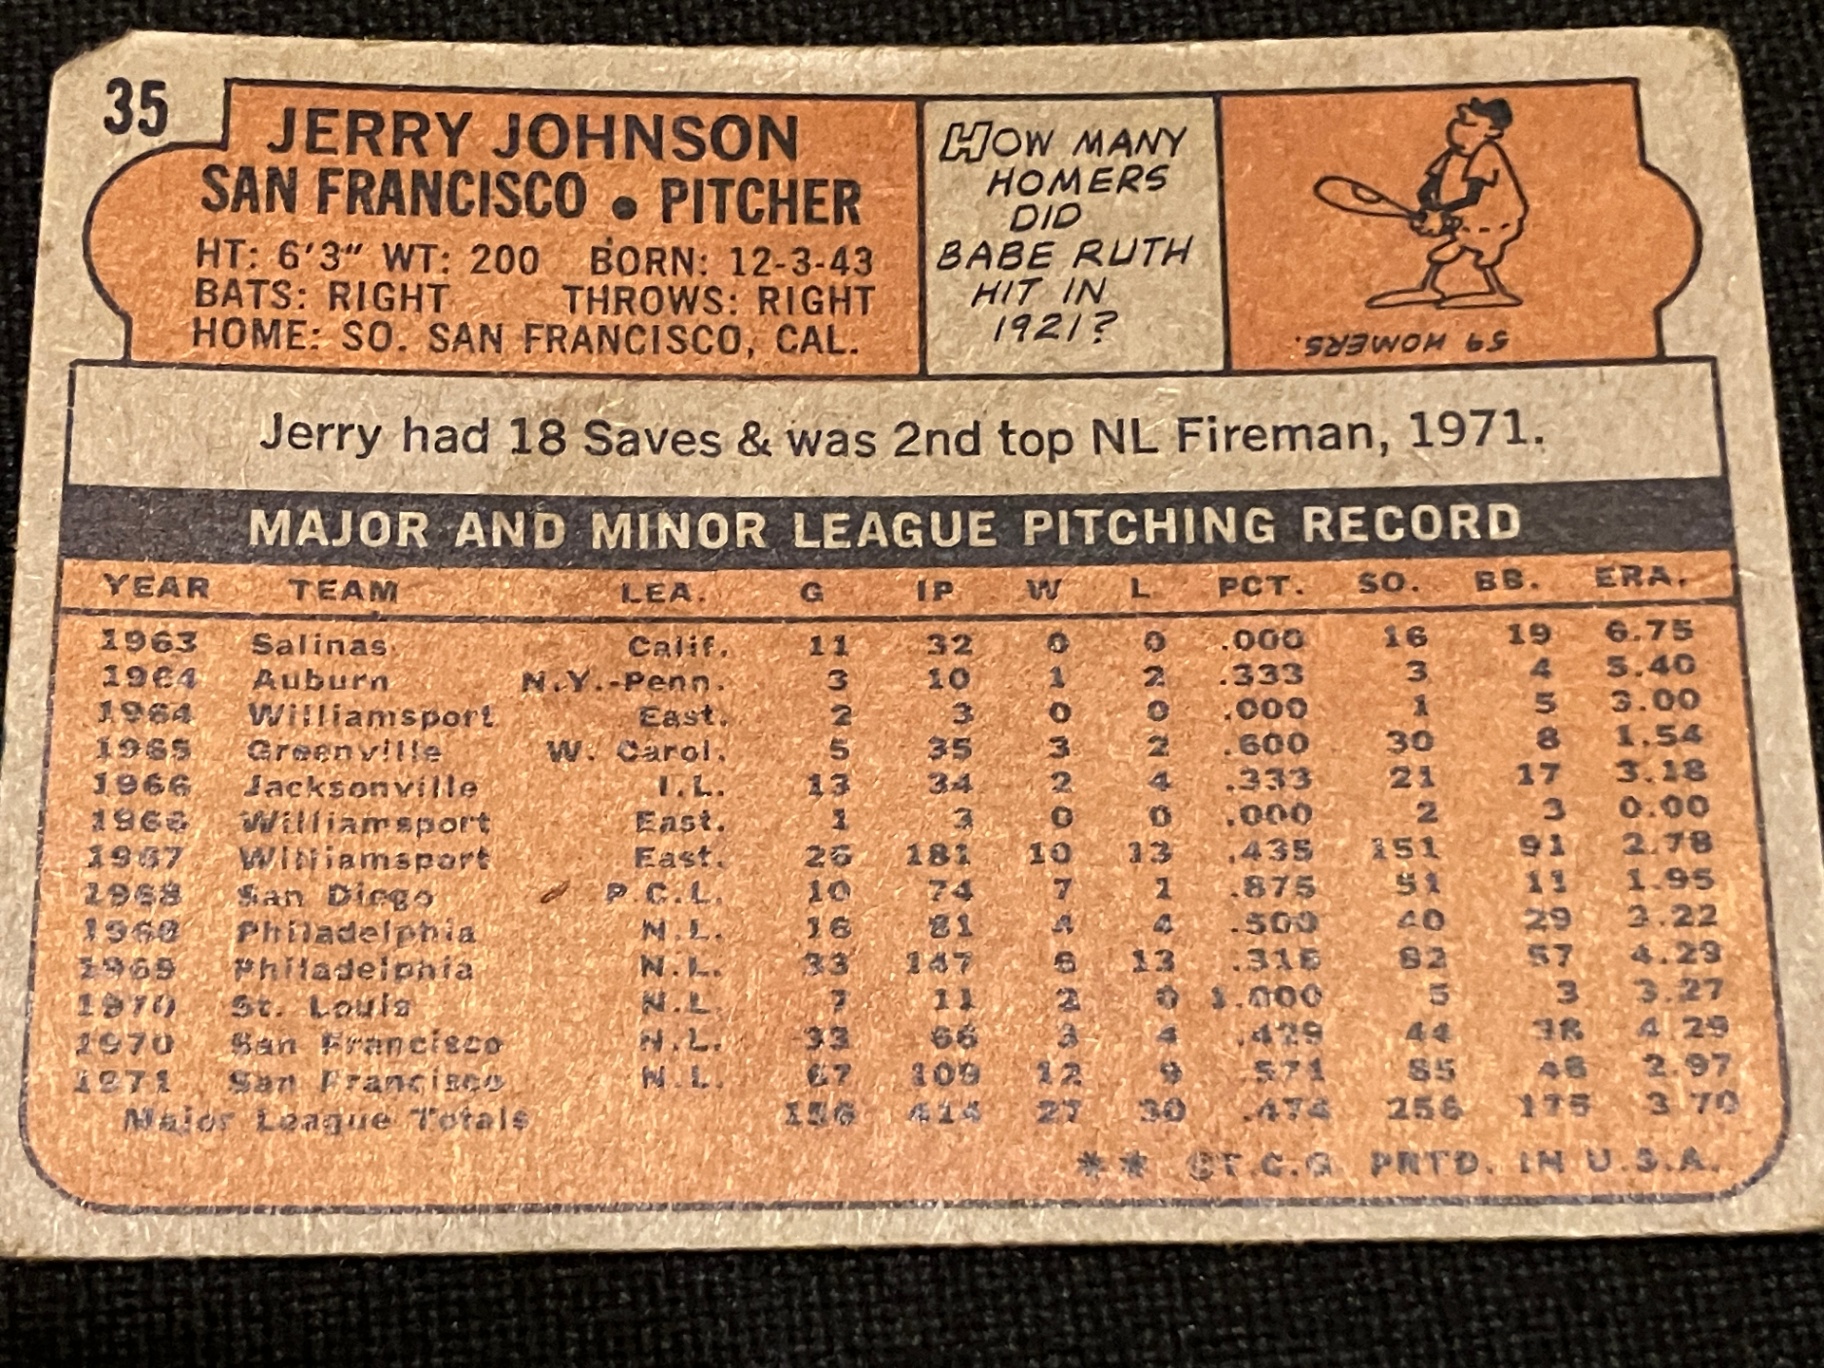 35
JERRY JOHNSON
SAN FRANCISCO • PITCHER
HT: 6'3" WT: 200 BORN: 12-3-43
BATS: RIGHT THROWS: RIGHT
HOME: SO. SAN FRANCISCO, CAL.
HOW MANY
HOMERS
DID
BABE RUTH
HIT IN
1921?
59 HOMERS.
Jerry had 18 Saves & was 2nd top NL Fireman, 1971.
MAJOR AND MINOR LEAGUE PITCHING RECORD
YEAR TEAM LEA. G IP W L PCT. SO. BB. ERA.
1963 Salinas Calif. 11 32 0 0 .000 16 19 6.75
1964 Auburn N.Y.-Penn. 3 10 1 2 .333 3 4 5.40
1964 Williamsport East. 2 3 0 0 .000 1 5 3.00
1965 Greenville W. Carol. 5 35 3 2 .600 30 8 1.54
1966 Jacksonville I.L. 13 34 2 4 .333 21 17 3.18
1966 Williamsport East. 1 3 0 0 .000 2 3 0.00
1967 Williamsport East. 26 181 10 13 .435 151 91 2.78
1968 San Diego P.C.L. 10 74 7 1 .875 51 11 1.95
1968 Philadelphia N.L. 16 81 4 4 .500 40 29 3.22
1969 Philadelphia N.L. 33 147 6 13 .316 82 57 4.29
1970 St. Louis N.L. 7 11 2 0 1.000 5 3 3.27
1970 San Francisco N.L. 33 66 3 4 .429 44 38 4.29
1971 San Francisco N.L. 67 109 12 9 .571 85 48 2.97
Major League Totals 156 414 27 30 .474 256 175 3.70
** ©T.C.G. PRTD. IN U.S.A.